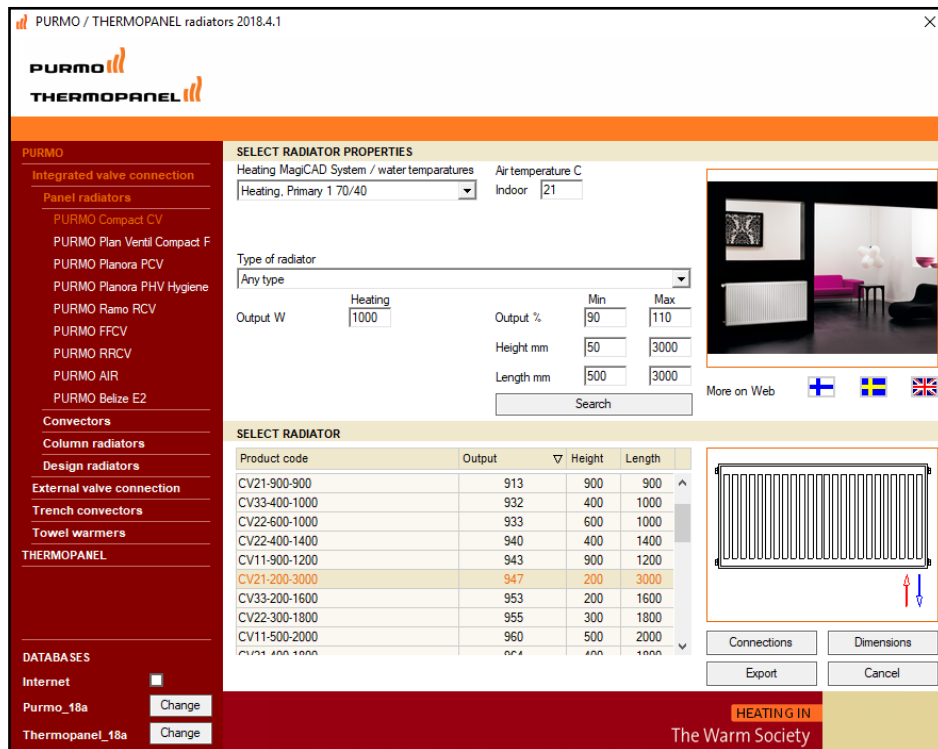 PURMO / THERMOPANEL radiators 2018.4.1
PURMO
THERMOPANEL
PURMO
Integrated valve connection
Panel radiators
PURMO Compact CV
PURMO Plan Ventil Compact F
PURMO Planora PCV
PURMO Planora PHV Hygiene
PURMO Ramo RCV
PURMO FFCV
PURMO RRCV
PURMO AIR
PURMO Belize E2
Convectors
Column radiators
Design radiators
External valve connection
Trench convectors
Towel warmers
THERMOPANEL
DATABASES
Internet
Purmo_18a Change
Thermopanel_18a Change
SELECT RADIATOR PROPERTIES
Heating MagiCAD System / water temparatures Air temperature C
Heating, Primary 1 70/40 Indoor 21
Type of radiator
Any type
Heating Min Max
Output W 1000 Output % 90 110
Height mm 50 3000
Length mm 500 3000
Search
More on Web
SELECT RADIATOR
Product code Output Height Length
CV21-900-900 913 900 900
CV33-400-1000 932 400 1000
CV22-600-1000 933 600 1000
CV22-400-1400 940 400 1400
CV11-900-1200 943 900 1200
CV21-200-3000 947 200 3000
CV33-200-1600 953 200 1600
CV22-300-1800 955 300 1800
CV11-500-2000 960 500 2000
CV21-400-1800 964 400 1800
Connections Dimensions
Export Cancel
HEATING IN
The Warm Society